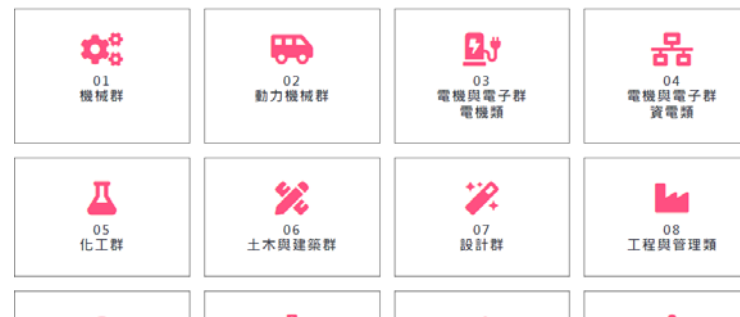 01
機械群
02
動力機械群
03
電機與電子群
電機類
04
電機與電子群
資電類
05
化工群
06
土木與建築群
07
設計群
08
工程與管理類